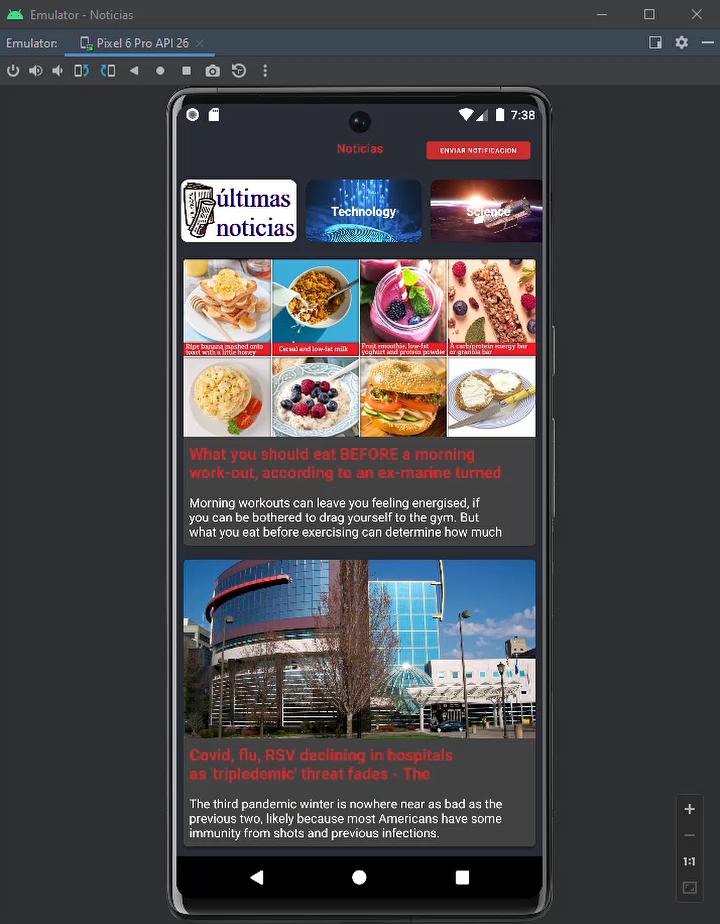 Emulator - Noticias
Emulator:
Pixel 6 Pro API 26
7:38
Noticias
ENVIAR NOTIFICACION
últimas
noticias
Technology
Science
Ripe banana mashed onto
toast with a little honey
Cereal and low-fat milk
Fruit smoothie, low-fat
yoghurt and protein powder
A carb/protein energy bar
or granola bar
What you should eat BEFORE a morning
work-out, according to an ex-marine turned
Morning workouts can leave you feeling energised, if
you can be bothered to drag yourself to the gym. But
what you eat before exercising can determine how much
Covid, flu, RSV declining in hospitals
as 'tripledemic' threat fades - The
The third pandemic winter is nowhere near as bad as the
previous two, likely because most Americans have some
immunity from shots and previous infections.
1:1